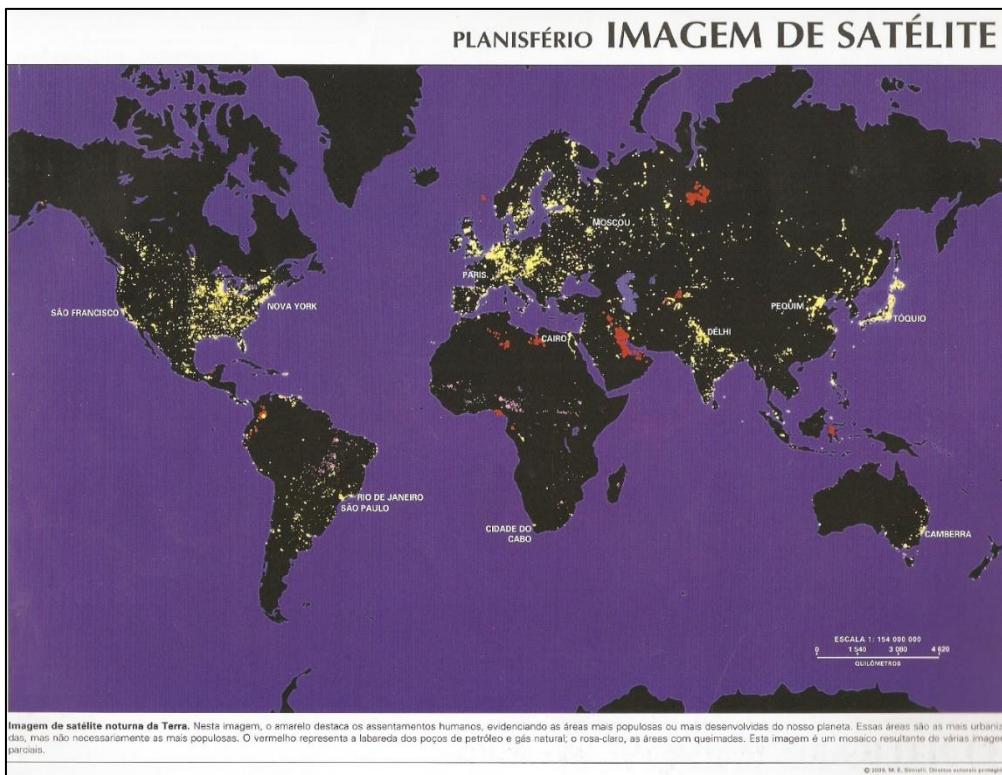 PLANISFÉRIO IMAGEM DE SATÉLITE
MOSCOU
PARIS
NOVA YORK
SÃO FRANCISCO
PEQUIM
TÓQUIO
CAIRO
DÉLHI
RIO DE JANEIRO
SÃO PAULO
CIDADE DO
CABO
CAMBERRA
ESCALA 1: 154 000 000
0 1 540 3 080 4 620
QUILÔMETROS
Imagem de satélite noturna da Terra. Nesta imagem, o amarelo destaca os assentamentos humanos, evidenciando as áreas mais populosas ou mais desenvolvidas do nosso planeta. Essas áreas são as mais urbaniza
das, mas não necessariamente as mais populosas. O vermelho representa a labareda dos poços de petróleo e gás natural; o rosa-claro, as áreas com queimadas. Esta imagem é um mosaico resultante de várias imagen
parciais.
M. E. Simielli. Direitos autorais